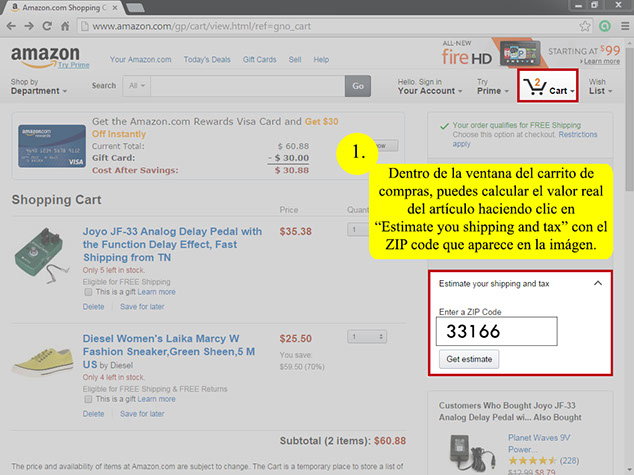 Amazon.com Shopping C
www.amazon.com/gp/cart/view.html/ref=gno_cart
amazon
Try Prime
Your Amazon.com Today's Deals Gift Cards Sell Help
ALL-NEW
fire HD
STARTING AT $99
Learn more
Shop by
Department
Search All Go
Hello. Sign in
Your Account
Try
Prime
2
Cart
Wish
List
Get the Amazon.com Rewards Visa Card and Get $30
Off Instantly
Current Total: $ 60.88
Gift Card: - $ 30.00
Cost After Savings: $ 30.88
amazon.com
VISA
Your order qualifies for FREE Shipping
Choose this option at checkout. Restrictions
apply
1.
Dentro de la ventana del carrito de
compras, puedes calcular el valor real
del artículo haciendo clic en
“Estimate you shipping and tax” con el
ZIP code que aparece en la imágen.
Shopping Cart
Price
Joyo JF-33 Analog Delay Pedal with
the Function Delay Effect, Fast
Shipping from TN
Only 5 left in stock.
Eligible for FREE Shipping
This is a gift Learn more
Delete Save for later
$35.38
1
Diesel Women's Laika Marcy W
Fashion Sneaker,Green Sheen,5 M
US by Diesel
Only 4 left in stock.
Eligible for FREE Shipping & FREE Returns
This is a gift Learn more
Delete Save for later
$25.50
You save:
$59.50 (70%)
1
Estimate your shipping and tax
Enter a ZIP Code
33166
Get estimate
Subtotal (2 items): $60.88
The price and availability of items at Amazon.com are subject to change. The Cart is a temporary place to store a list of
Customers Who Bought Joyo JF-33
Analog Delay Pedal wi... Also Bought
Planet Waves 9V
Power...
(228)
$12.99 $8.79